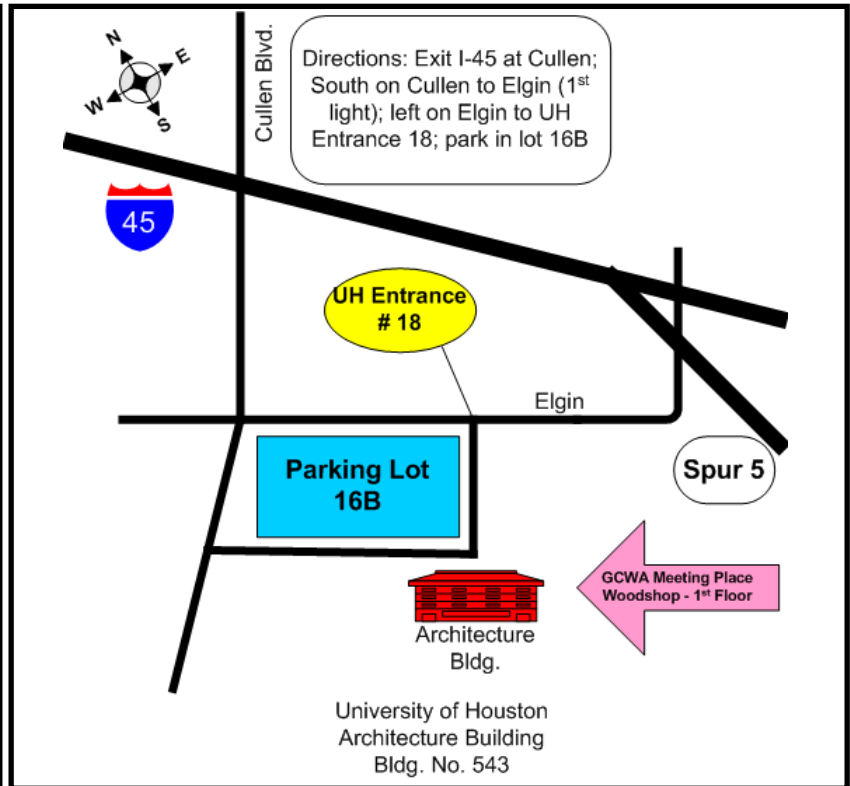 N
E
W
S
Cullen Blvd.
Directions: Exit I-45 at Cullen;
South on Cullen to Elgin (1st
light); left on Elgin to UH
Entrance 18; park in lot 16B
45
UH Entrance
# 18
Elgin
Parking Lot
16B
Spur 5
GCWA Meeting Place
Woodshop - 1st Floor
Architecture
Bldg.
University of Houston
Architecture Building
Bldg. No. 543